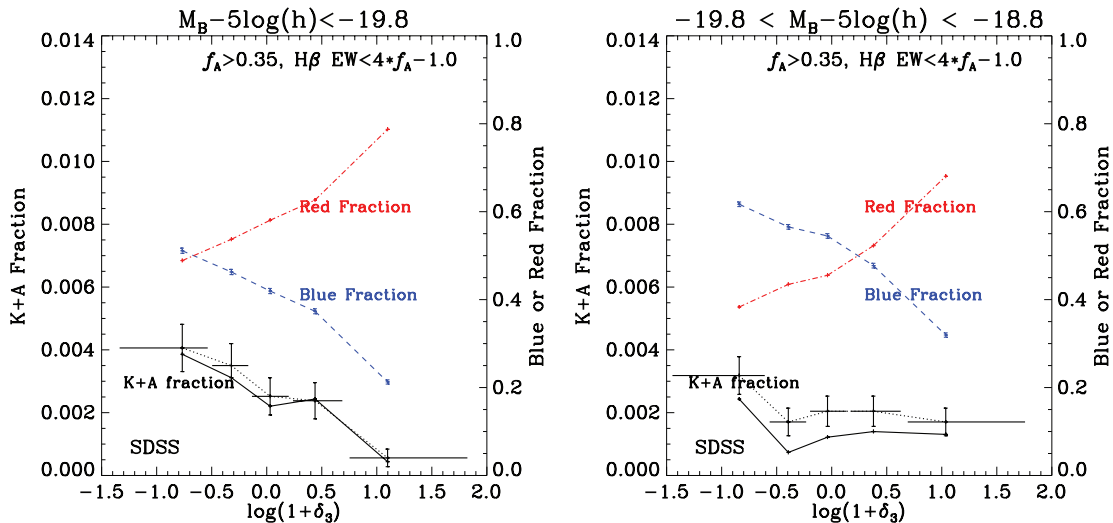 M_B−5log(h)<−19.8
f_A>0.35, Hβ EW<4*f_A−1.0
0.014
0.012
0.010
0.008
0.006
0.004
0.002
0.000
K+A Fraction
Red Fraction
Blue Fraction
K+A fraction
SDSS
1.0
0.8
0.6
0.4
0.2
0.0
Blue or Red Fraction
−1.5 −1.0 −0.5 0.0 0.5 1.0 1.5 2.0
log(1+δ_3)
−19.8 < M_B−5log(h) < −18.8
f_A>0.35, Hβ EW<4*f_A−1.0
0.014
0.012
0.010
0.008
0.006
0.004
0.002
0.000
K+A Fraction
Red Fraction
Blue Fraction
K+A fraction
SDSS
1.0
0.8
0.6
0.4
0.2
0.0
Blue or Red Fraction
−1.5 −1.0 −0.5 0.0 0.5 1.0 1.5 2.0
log(1+δ_3)